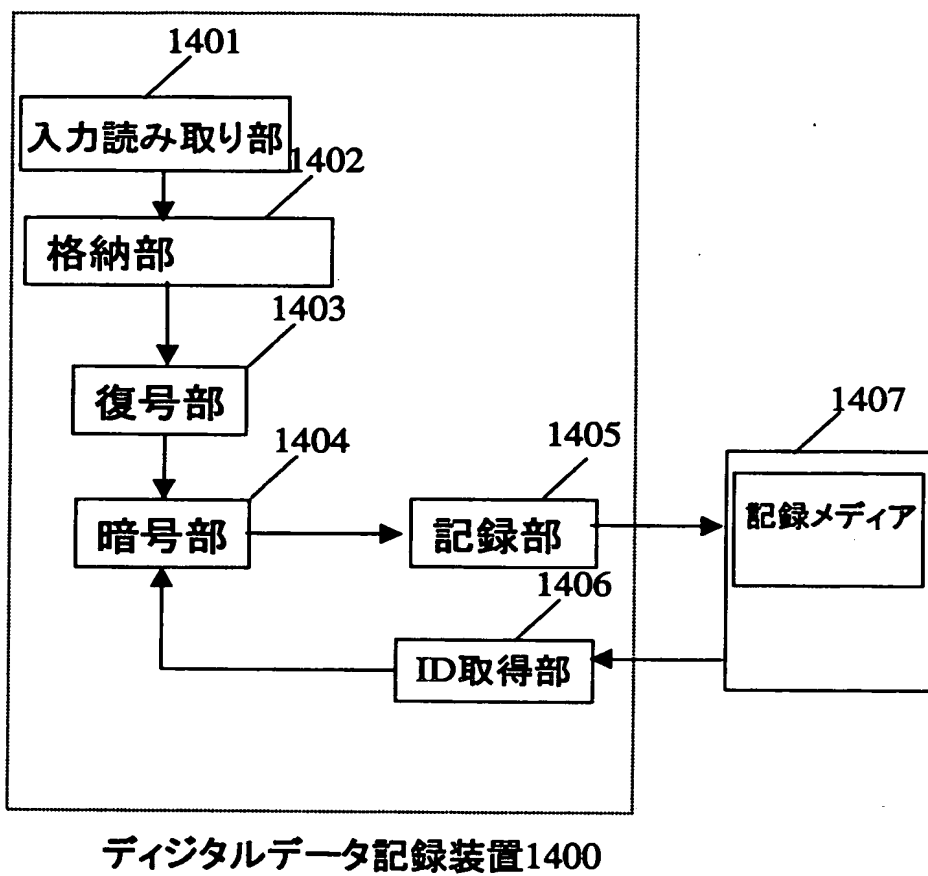 1401
入力読み取り部
1402
格納部
1403
復号部
1404
暗号部
1405
記録部
1406
ID取得部
1407
記録メディア
ディジタルデータ記録装置1400